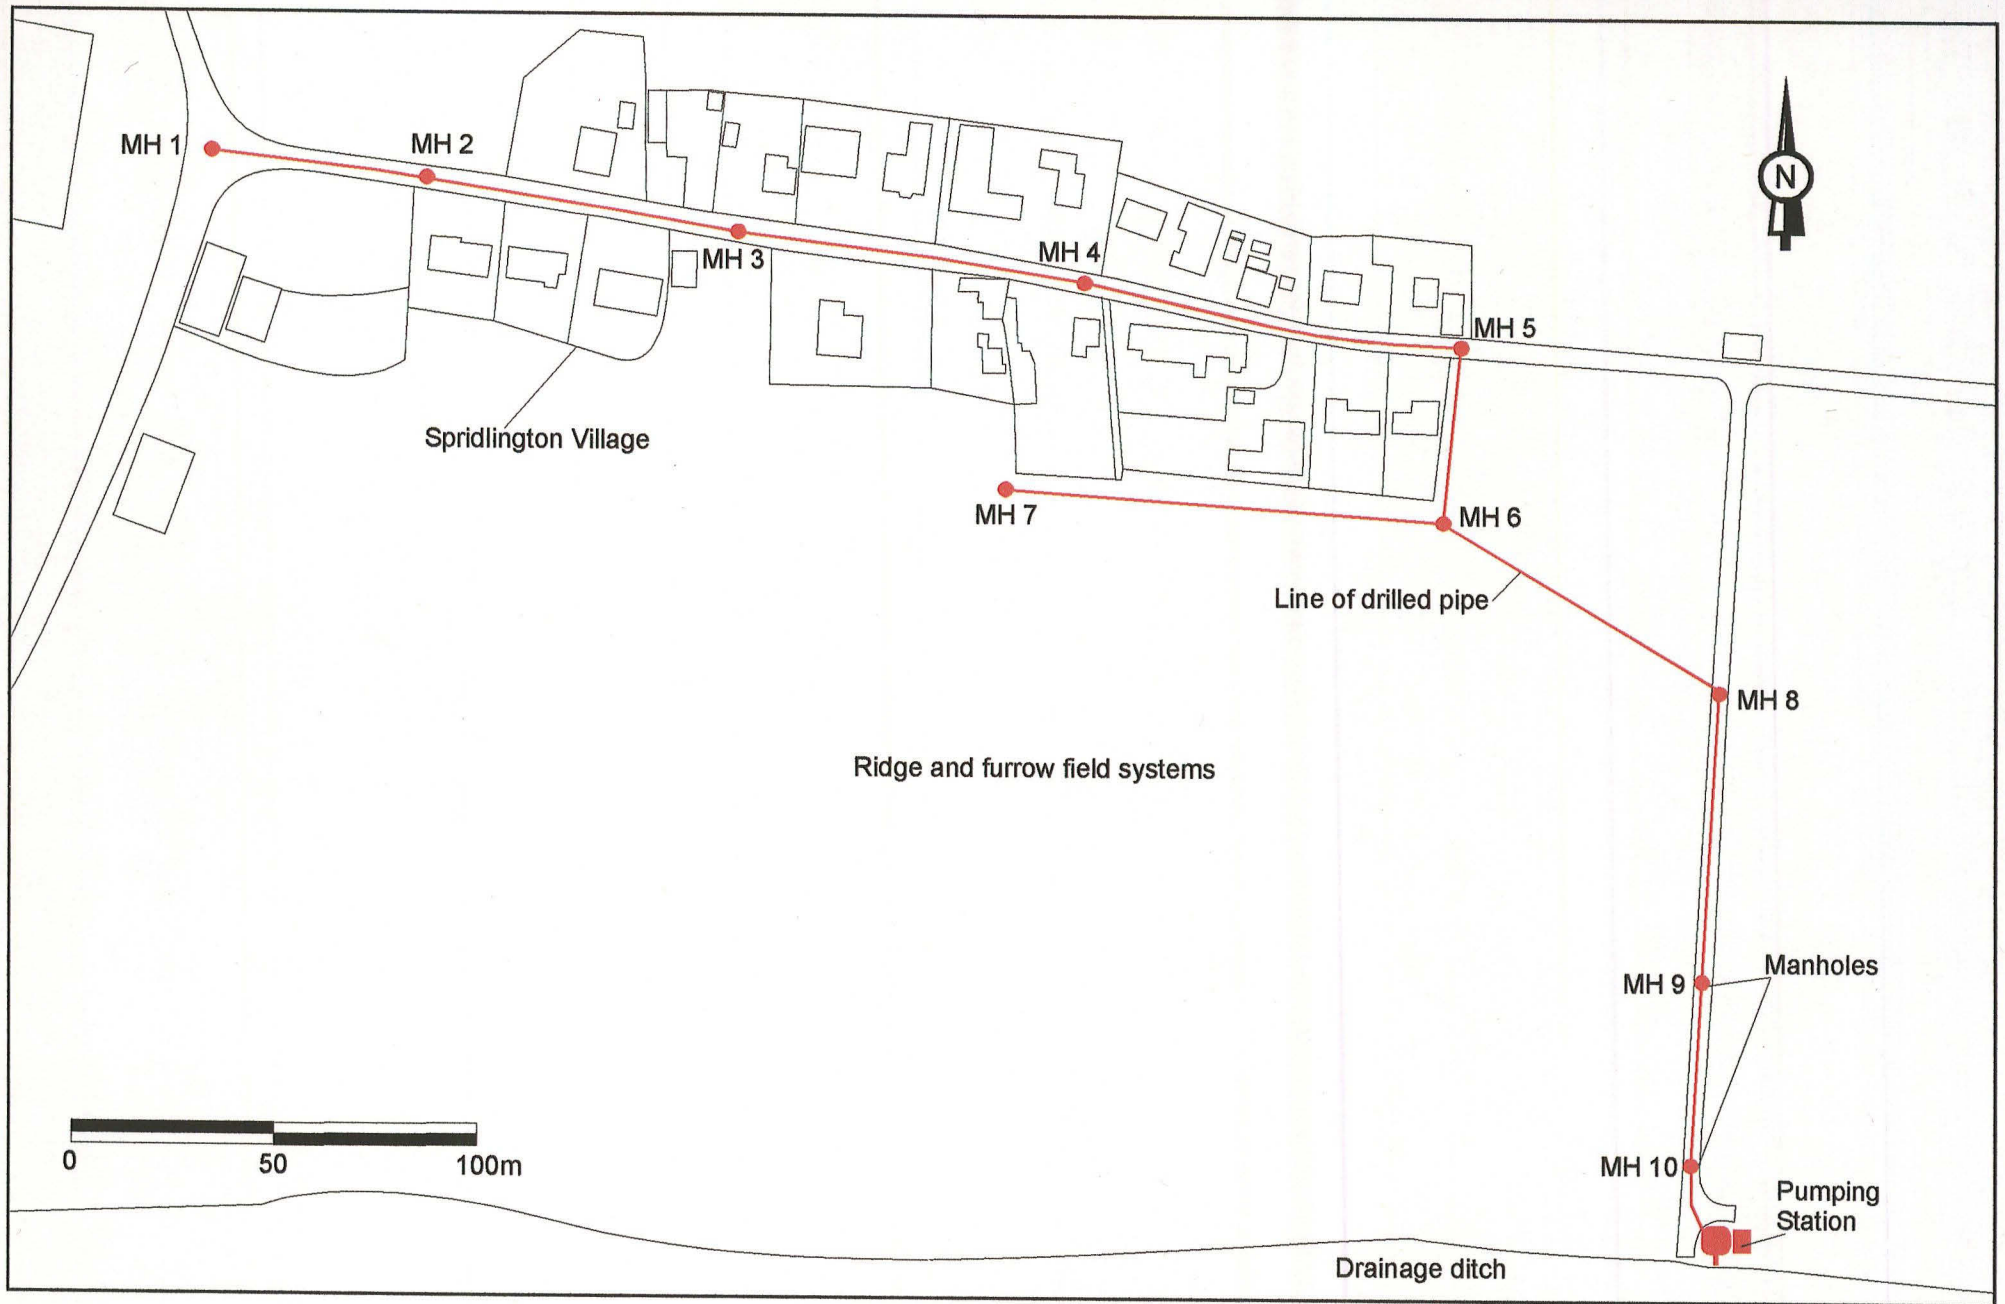 MH 1
MH 2
N
MH 3
MH 4
MH 5
Spridlington Village
MH 7
MH 6
Line of drilled pipe
MH 8
Ridge and furrow field systems
Manholes
MH 9
0 50 100m
MH 10
Pumping
Station
Drainage ditch